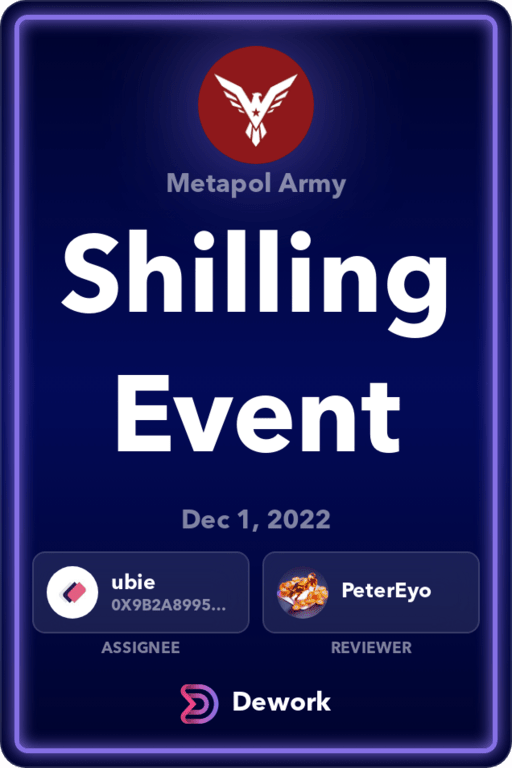 Metapol Army
Shilling
Event
Dec 1, 2022
ubie
0X9B2A8995...
PeterEyo
ASSIGNEE
REVIEWER
Dework